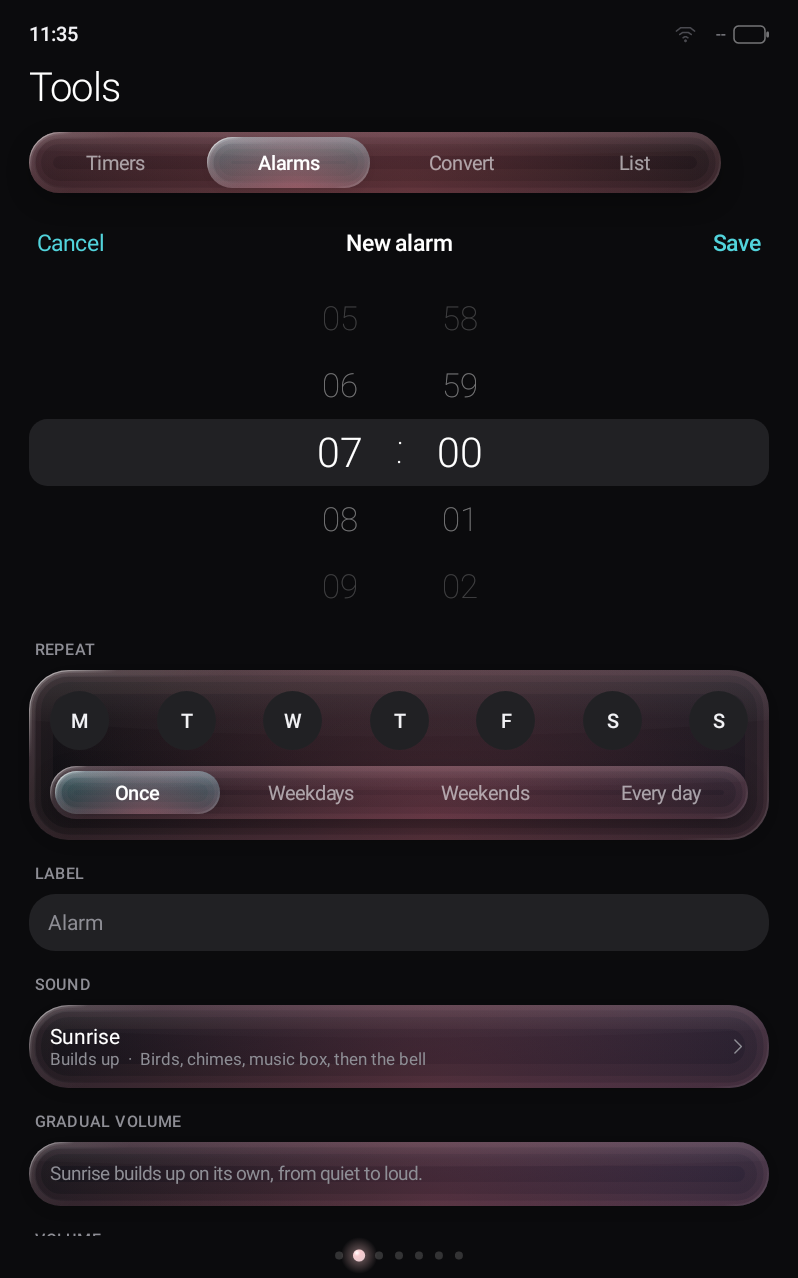 11:35
--
Tools
Timers Alarms Convert List
Cancel New alarm Save
05 58
06 59
07 : 00
08 01
09 02
REPEAT
M T W T F S S
Once Weekdays Weekends Every day
LABEL
Alarm
SOUND
Sunrise
Builds up · Birds, chimes, music box, then the bell
GRADUAL VOLUME
Sunrise builds up on its own, from quiet to loud.
VOLUME